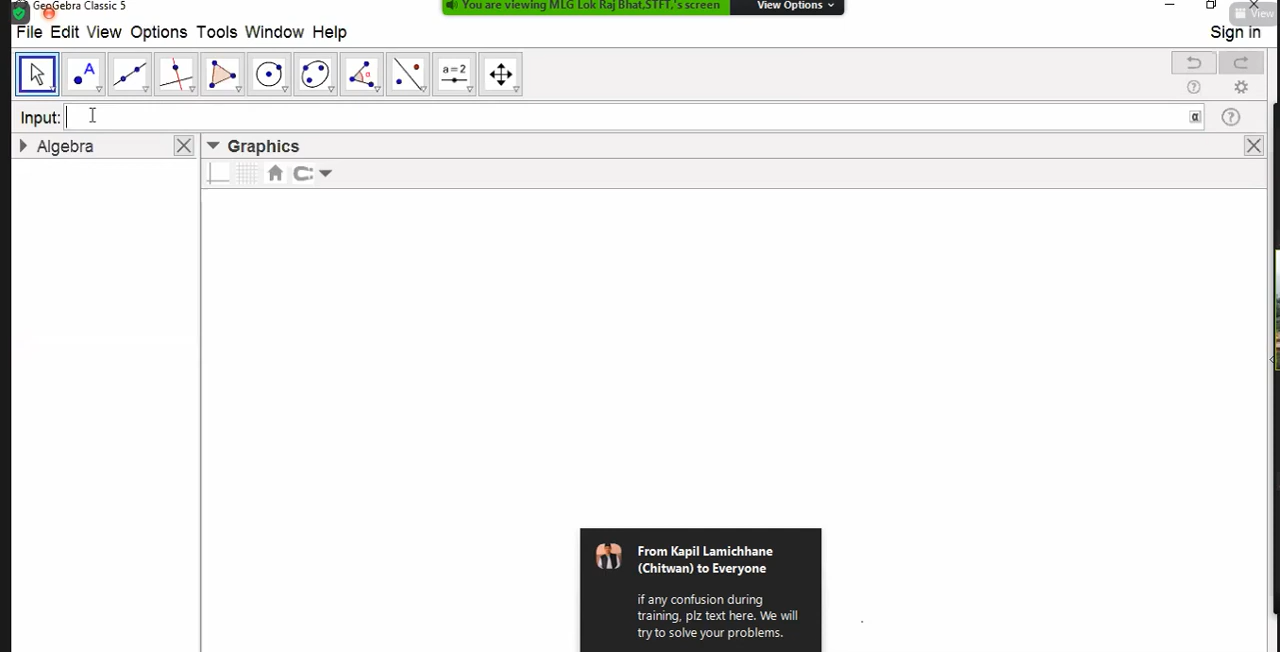 GeoGebra Classic 5
You are viewing MLG Lok Raj Bhat,STFT,'s screen
View Options
View
File Edit View Options Tools Window Help
Sign in
A
α
a=2
Input:
α
Algebra
Graphics
From Kapil Lamichhane
(Chitwan) to Everyone
if any confusion during
training, plz text here. We will
try to solve your problems.